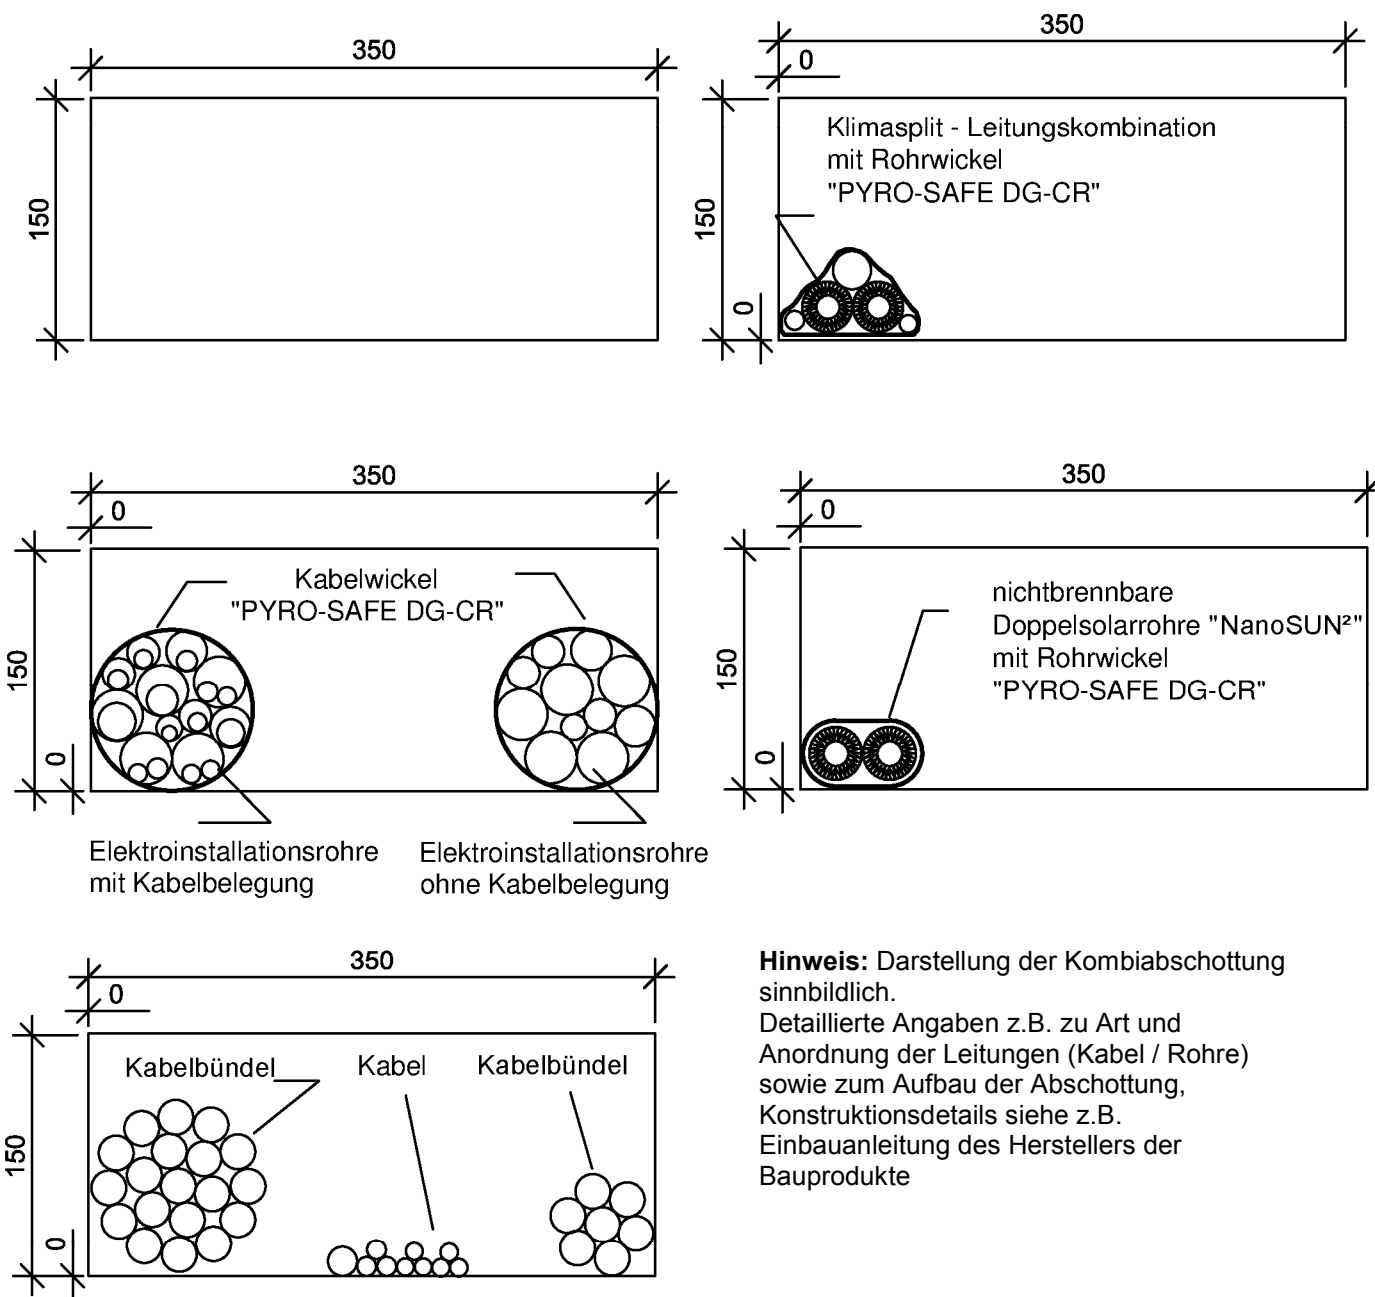 350
150
350
0
Klimasplit - Leitungskombination
mit Rohrwickel
"PYRO-SAFE DG-CR"
150
0
350
0
Kabelwickel
"PYRO-SAFE DG-CR"
150
0
Elektroinstallationsrohre
mit Kabelbelegung
Elektroinstallationsrohre
ohne Kabelbelegung
350
0
nichtbrennbare
Doppelsolarrohre "NanoSUN²"
mit Rohrwickel
"PYRO-SAFE DG-CR"
150
0
350
0
Kabelbündel
Kabel
Kabelbündel
150
0
Hinweis: Darstellung der Kombiabschottung
sinnbildlich.
Detaillierte Angaben z.B. zu Art und
Anordnung der Leitungen (Kabel / Rohre)
sowie zum Aufbau der Abschottung,
Konstruktionsdetails siehe z.B.
Einbauanleitung des Herstellers der
Bauprodukte